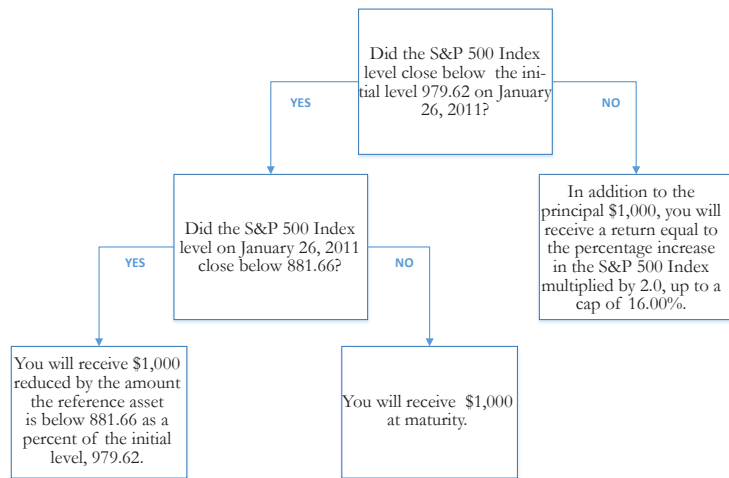 Did the S&P 500 Index
level close below the ini-
tial level 979.62 on January
26, 2011?
YES
NO
Did the S&P 500 Index
level on January 26, 2011
close below 881.66?
In addition to the
principal $1,000, you will
receive a return equal to
the percentage increase
in the S&P 500 Index
multiplied by 2.0, up to a
cap of 16.00%.
YES
NO
You will receive $1,000
reduced by the amount
the reference asset
is below 881.66 as a
percent of the initial
level, 979.62.
You will receive $1,000
at maturity.